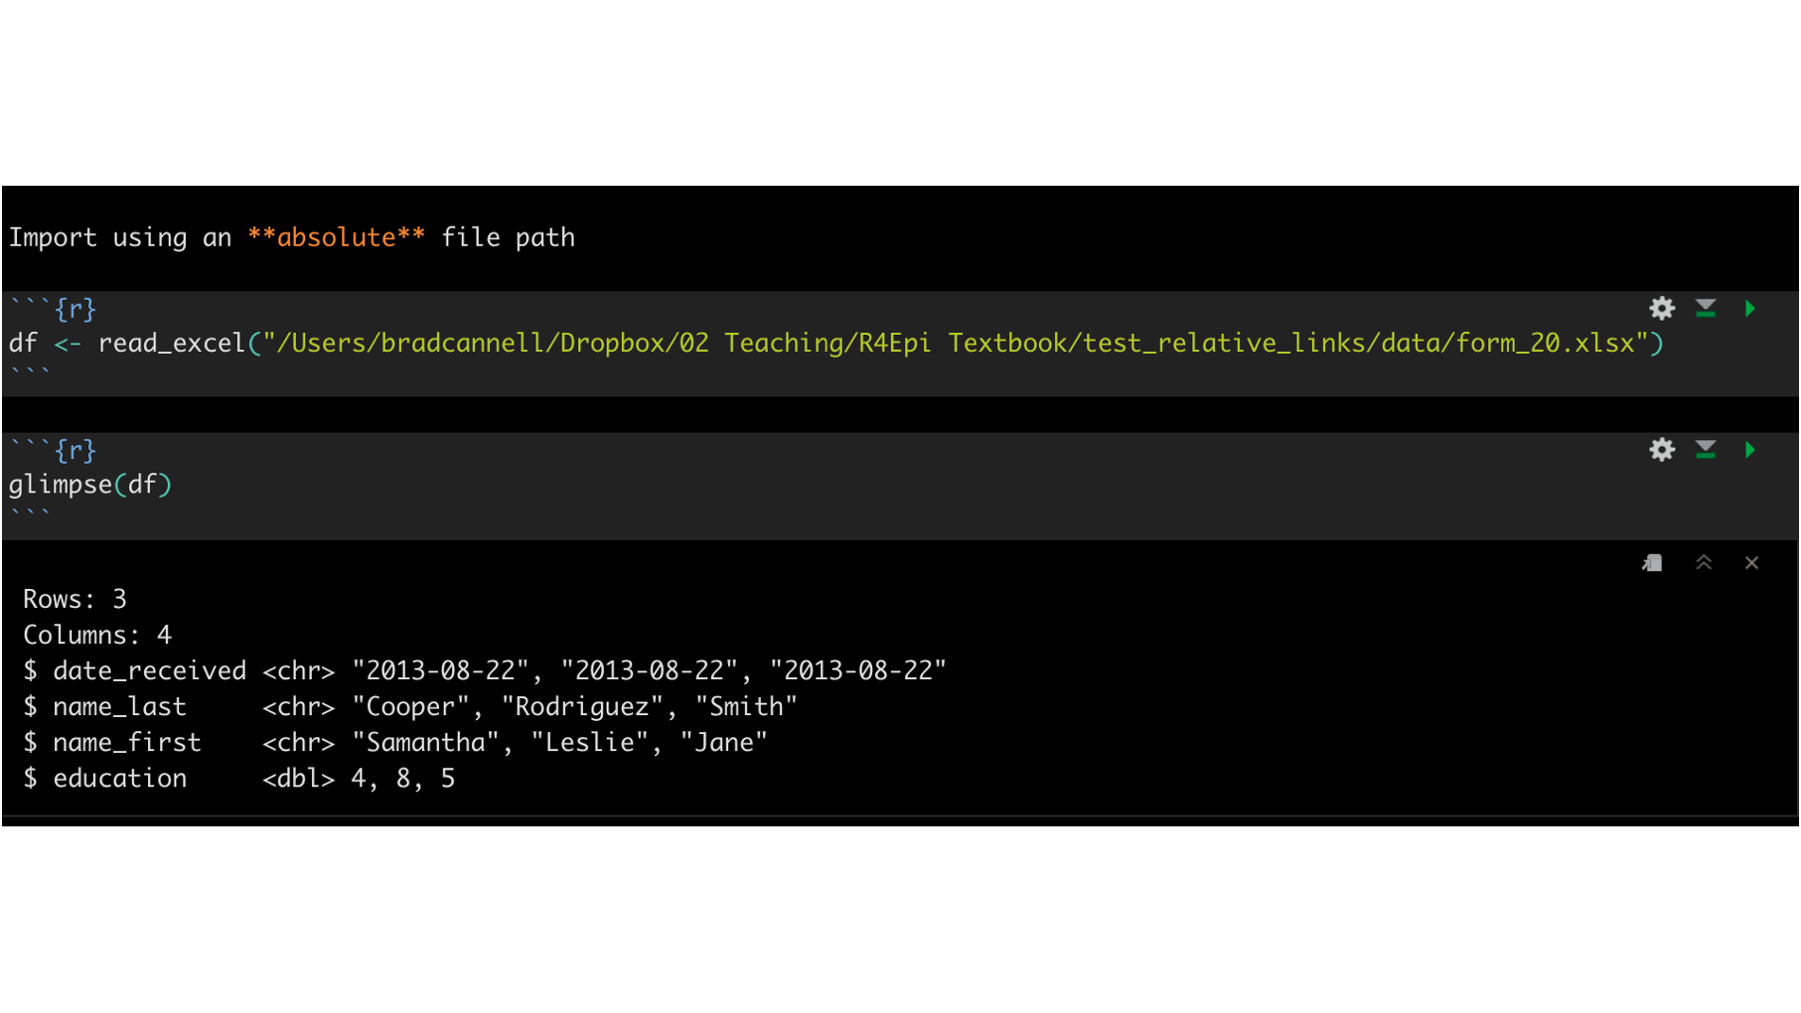 Import using an **absolute** file path
```{r}
df <- read_excel("/Users/bradcannell/Dropbox/02 Teaching/R4Epi Textbook/test_relative_links/data/form_20.xlsx")
```
```{r}
glimpse(df)
```
Rows: 3
Columns: 4
$ date_received <chr> "2013-08-22", "2013-08-22", "2013-08-22"
$ name_last     <chr> "Cooper", "Rodriguez", "Smith"
$ name_first    <chr> "Samantha", "Leslie", "Jane"
$ education     <dbl> 4, 8, 5